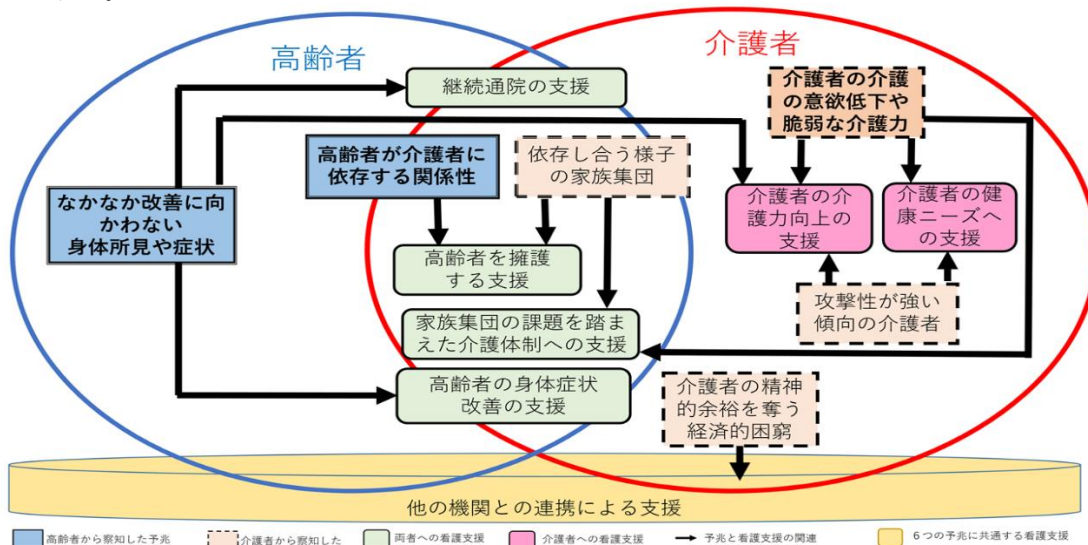 高齢者
介護者
継続通院の支援
介護者の介護
の意欲低下や
脆弱な介護力
高齢者が介護者に
依存する関係性
依存し合う様子
の家族集団
なかなか改善に向
かわない
身体所見や症状
介護者の介
護力向上の
支援
介護者の健
康ニーズへ
の支援
高齢者を擁護
する支援
攻撃性が強い
傾向の介護者
家族集団の課題を踏ま
えた介護体制への支援
高齢者の身体症状
改善の支援
介護者の精神
的余裕を奪う
経済的困窮
他の機関との連携による支援
高齢者から察知した予兆
介護者から察知した
両者への看護支援
介護者への看護支援
予兆と看護支援の関連
6つの予兆に共通する看護支援